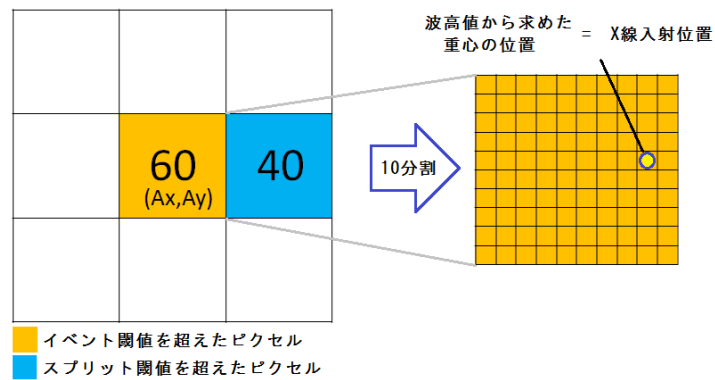 波高値から求めた
重心の位置
= X線入射位置
60
(Ax,Ay)
40
10分割
イベント閾値を超えたピクセル
スプリット閾値を超えたピクセル